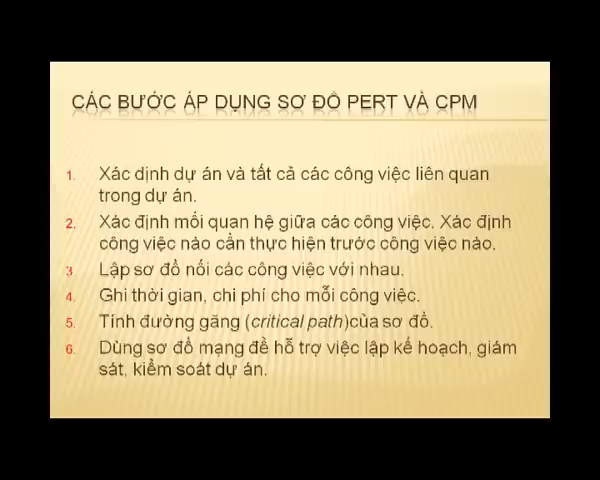 CÁC BƯỚC ÁP DỤNG SƠ ĐỒ PERT VÀ CPM
1. Xác định dự án và tất cả các công việc liên quan
trong dự án.
2. Xác định mối quan hệ giữa các công việc. Xác định
công việc nào cần thực hiện trước công việc nào.
3 Lập sơ đồ nối các công việc với nhau.
4. Ghi thời gian, chi phí cho mỗi công việc.
5. Tính đường găng (critical path)của sơ đồ.
6. Dùng sơ đồ mạng để hỗ trợ việc lập kế hoạch, giám
sát, kiểm soát dự án.